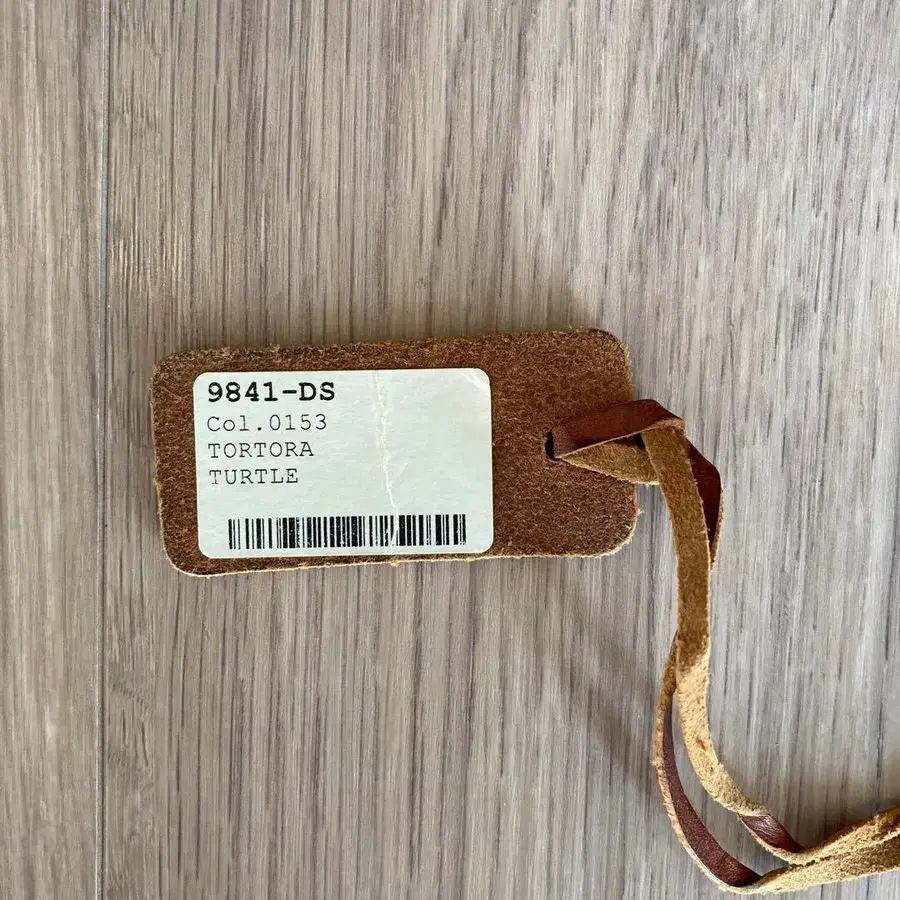 9841-DS
Col.0153
TORTORA
TURTLE